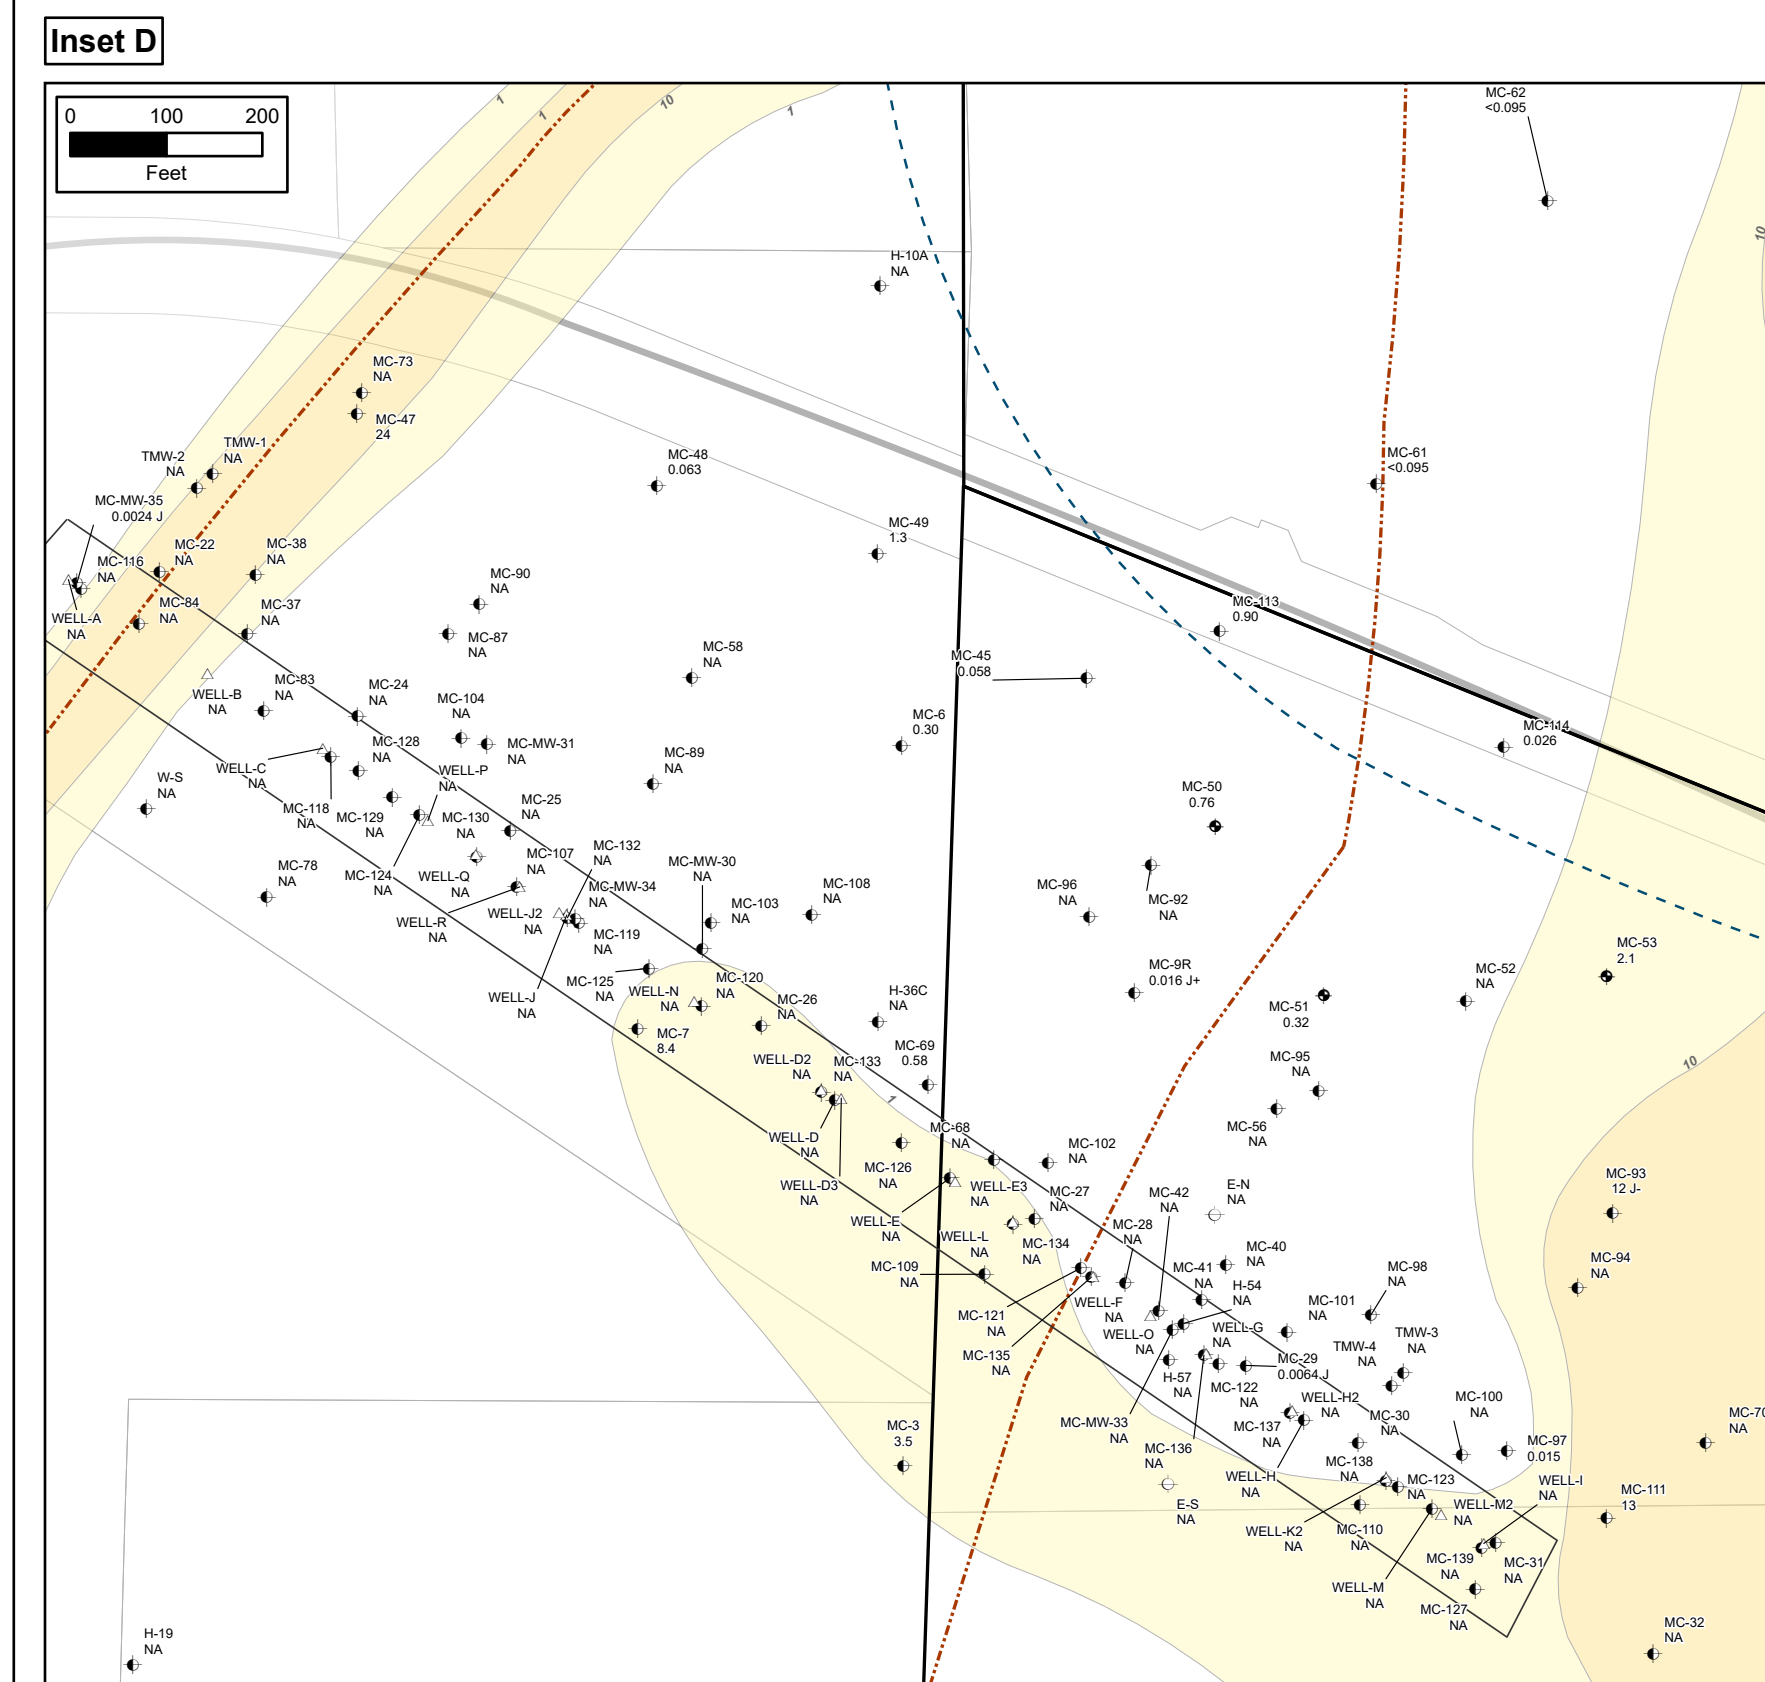 Inset D
0 100 200
Feet
1
1
10
1
MC-62
<0.095
10
H-10A
NA
MC-73
NA
MC-47
24
TMW-1
NA
TMW-2
NA
MC-48
0.063
MC-61
<0.095
MC-MW-35
0.0024 J
MC-49
1.3
MC-22
NA
MC-38
NA
MC-116
NA
MC-90
NA
MC-84
NA
MC-37
NA
WELL-A
NA
MC-113
0.90
MC-87
NA
MC-58
NA
MC-45
0.058
MC-83
NA
WELL-B
NA
MC-24
NA
MC-104
NA
MC-6
0.30
MC-114
0.026
MC-128
NA
MC-MW-31
NA
MC-89
NA
WELL-C
NA
WELL-P
NA
W-S
NA
MC-50
0.76
MC-118
NA
MC-129
NA
MC-130
NA
MC-25
NA
MC-132
NA
MC-107
NA
MC-MW-30
NA
MC-78
NA
MC-124
NA
WELL-Q
NA
MC-MW-34
NA
MC-108
NA
MC-96
NA
MC-92
NA
MC-103
NA
WELL-R
NA
WELL-J2
NA
MC-119
NA
MC-53
2.1
MC-9R
0.016 J+
MC-52
NA
MC-125
NA
WELL-N
NA
MC-120
NA
H-36C
NA
WELL-J
NA
MC-26
NA
MC-51
0.32
MC-7
8.4
MC-69
0.58
WELL-D2
NA
MC-133
NA
MC-95
NA
10
1
WELL-D
NA
MC-68
NA
MC-56
NA
MC-102
NA
MC-126
NA
WELL-D3
NA
WELL-E3
NA
MC-27
NA
MC-42
NA
E-N
NA
MC-93
12 J-
WELL-E
NA
WELL-L
NA
MC-134
NA
MC-28
NA
MC-40
NA
MC-94
NA
MC-109
NA
MC-41
NA
MC-98
NA
H-54
NA
WELL-F
NA
MC-101
NA
MC-121
NA
WELL-O
NA
WELL-G
NA
TMW-3
NA
TMW-4
NA
MC-135
NA
MC-29
0.0064 J
H-57
NA
MC-122
NA
WELL-H2
NA
MC-100
NA
MC-3
3.5
MC-MW-33
NA
MC-137
NA
MC-30
NA
MC-70
NA
MC-136
NA
MC-97
0.015
WELL-H
NA
MC-138
NA
MC-123
NA
WELL-I
NA
MC-111
13
E-S
NA
WELL-M2
NA
WELL-K2
NA
MC-110
NA
MC-139
NA
MC-31
NA
WELL-M
NA
MC-127
NA
MC-32
NA
H-19
NA